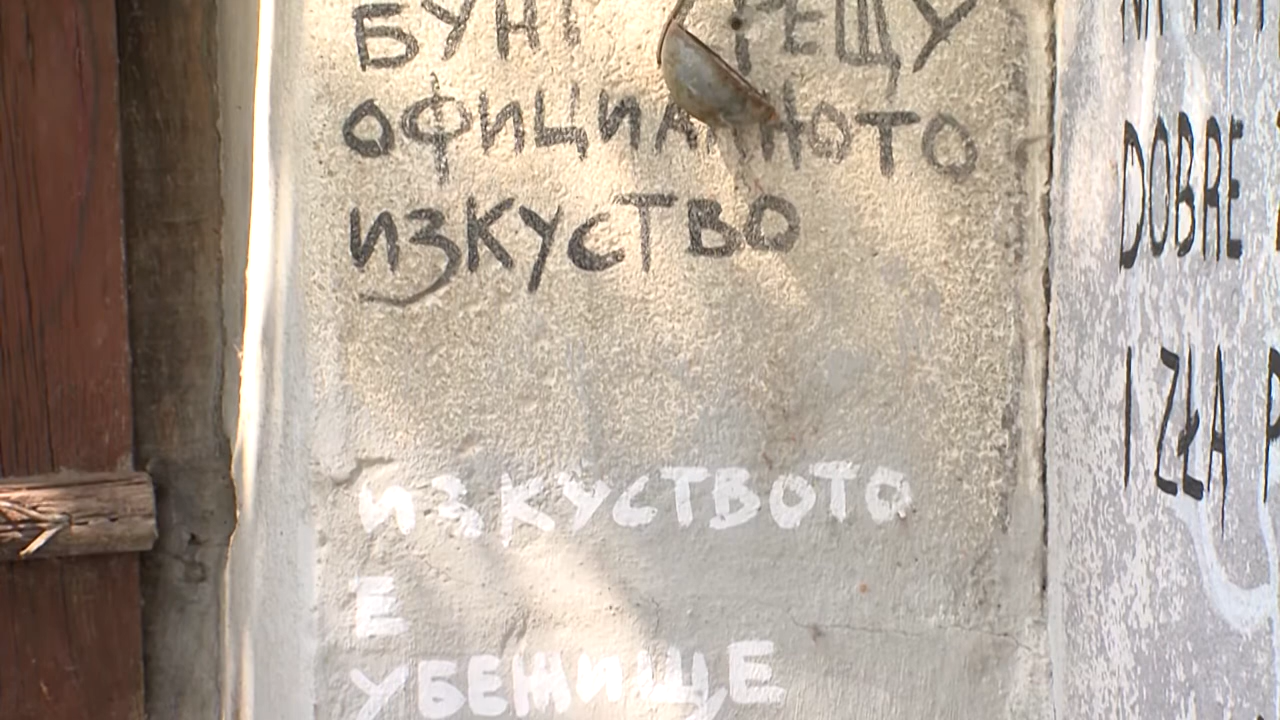 БУНТ СРЕЩУ
ОФИЦИАЛНОТО
ИЗКУСТВО
ИЗКУСТВОТО
Е
УБЕЖИЩЕ
DOBRE
I ZŁA